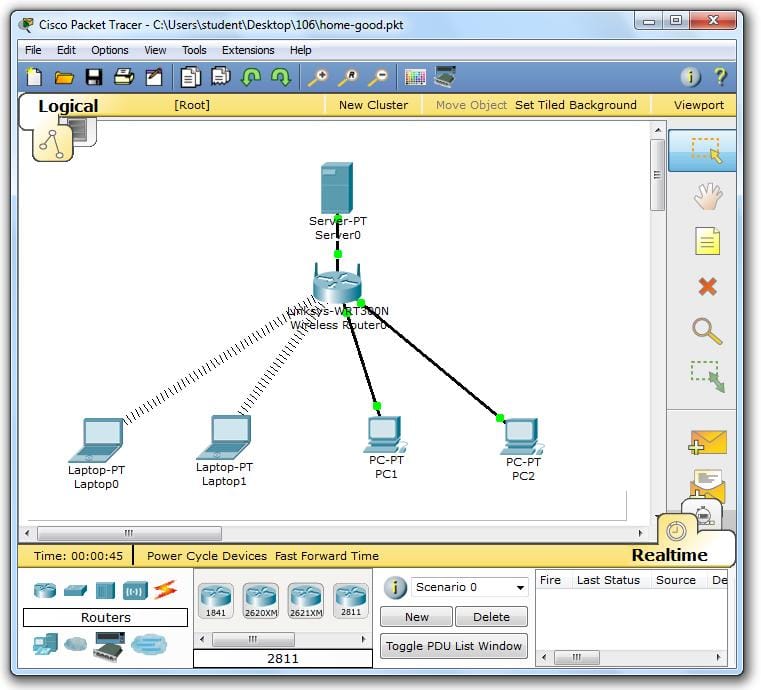 Cisco Packet Tracer - C:\Users\student\Desktop\106\home-good.pkt
File Edit Options View Tools Extensions Help
Logical [Root] New Cluster Move Object Set Tiled Background Viewport
Server-PT
Server0
Linksys-WRT300N
Wireless Router0
Laptop-PT
Laptop0
Laptop-PT
Laptop1
PC-PT
PC1
PC-PT
PC2
Time: 00:00:45 Power Cycle Devices Fast Forward Time Realtime
Routers
1841 2620XM 2621XM 2811
2811
Scenario 0
New Delete
Toggle PDU List Window
Fire Last Status Source De